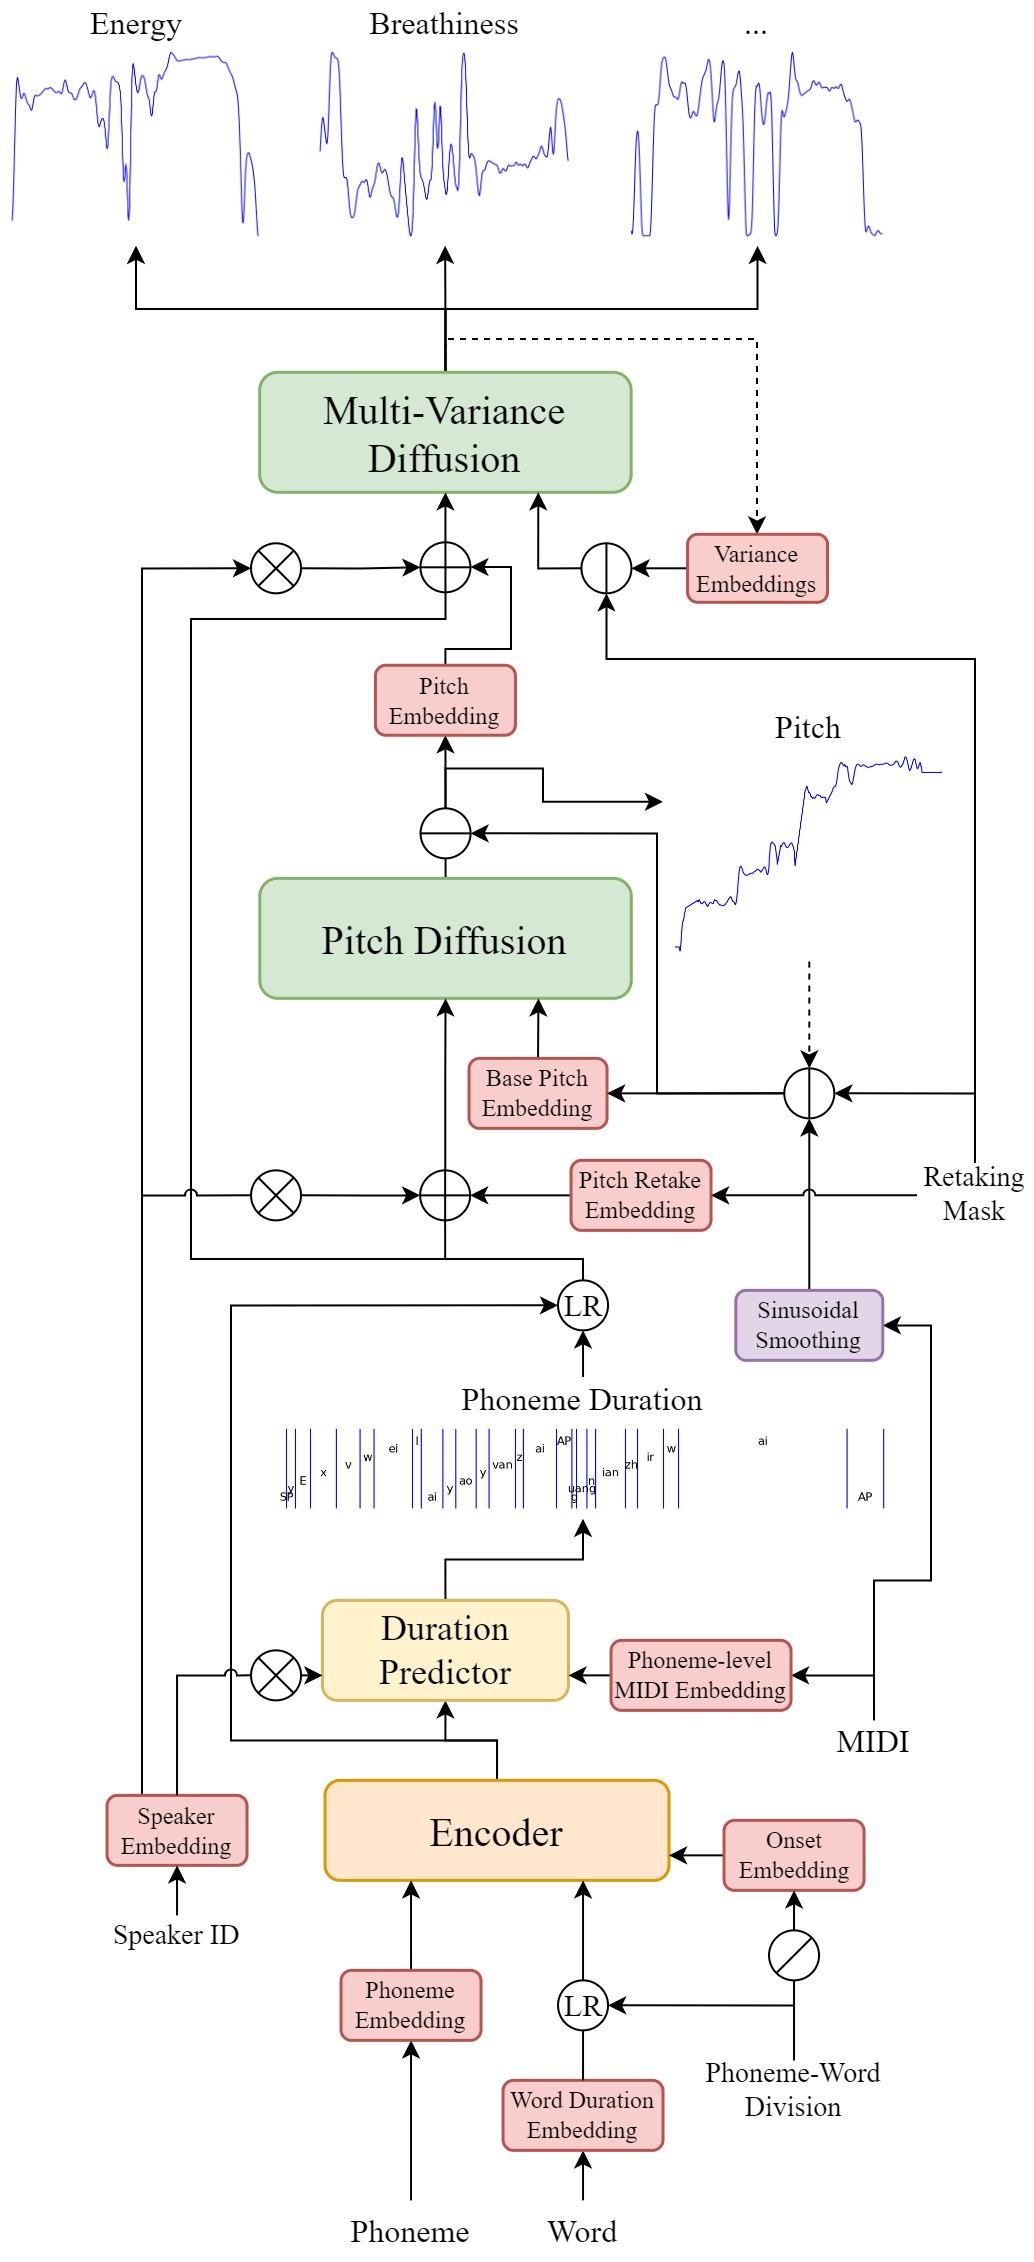 Energy
Breathiness
...
Multi-Variance
Diffusion
Variance
Embeddings
Pitch
Embedding
Pitch
Pitch Diffusion
Base Pitch
Embedding
Pitch Retake
Embedding
Retaking
Mask
LR
Sinusoidal
Smoothing
Phoneme Duration
SP
y
E
x
v
w
ei
l
ai
y
ao
y
van
z
ai
AP
uang
n
ian
zh
ir
w
ai
AP
Duration
Predictor
Phoneme-level
MIDI Embedding
MIDI
Speaker
Embedding
Speaker ID
Encoder
Onset
Embedding
Phoneme
Embedding
LR
Phoneme-Word
Division
Word Duration
Embedding
Phoneme
Word